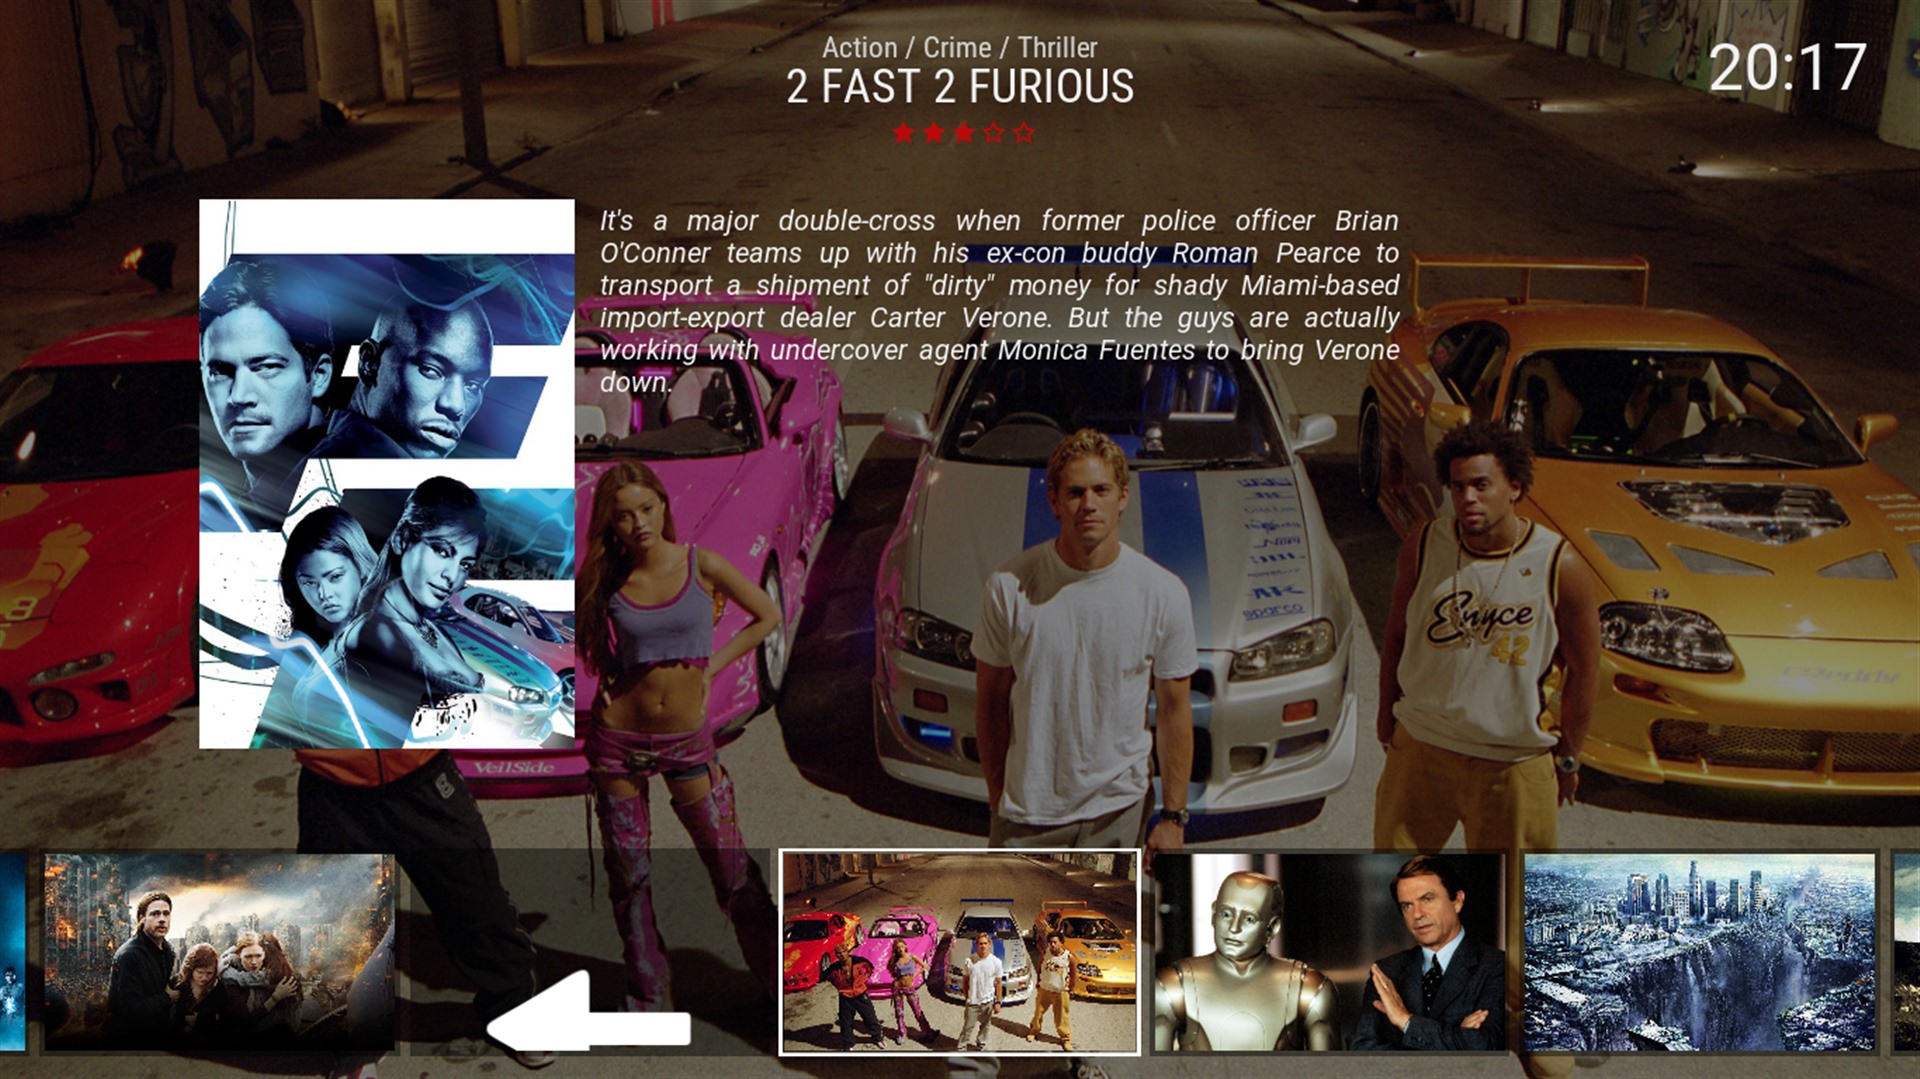 Action / Crime / Thriller
2 FAST 2 FURIOUS
20:17
It's a major double-cross when former police officer Brian
O'Conner teams up with his ex-con buddy Roman Pearce to
transport a shipment of "dirty" money for shady Miami-based
import-export dealer Carter Verone. But the guys are actually
working with undercover agent Monica Fuentes to bring Verone
down.
sparco
Enyce
42
VeilSide